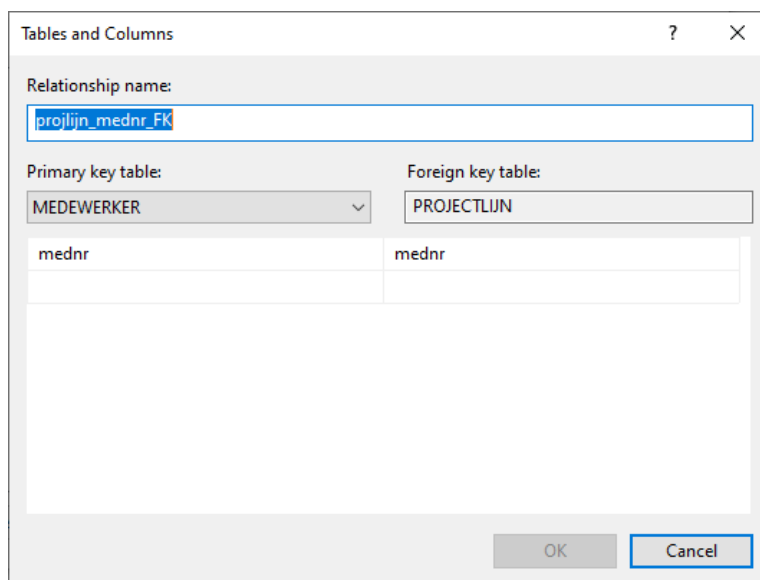 Tables and Columns ?
Relationship name:
projlijn_mednr_FK
Primary key table: Foreign key table:
MEDEWERKER PROJECTLIJN
mednr mednr
OK Cancel